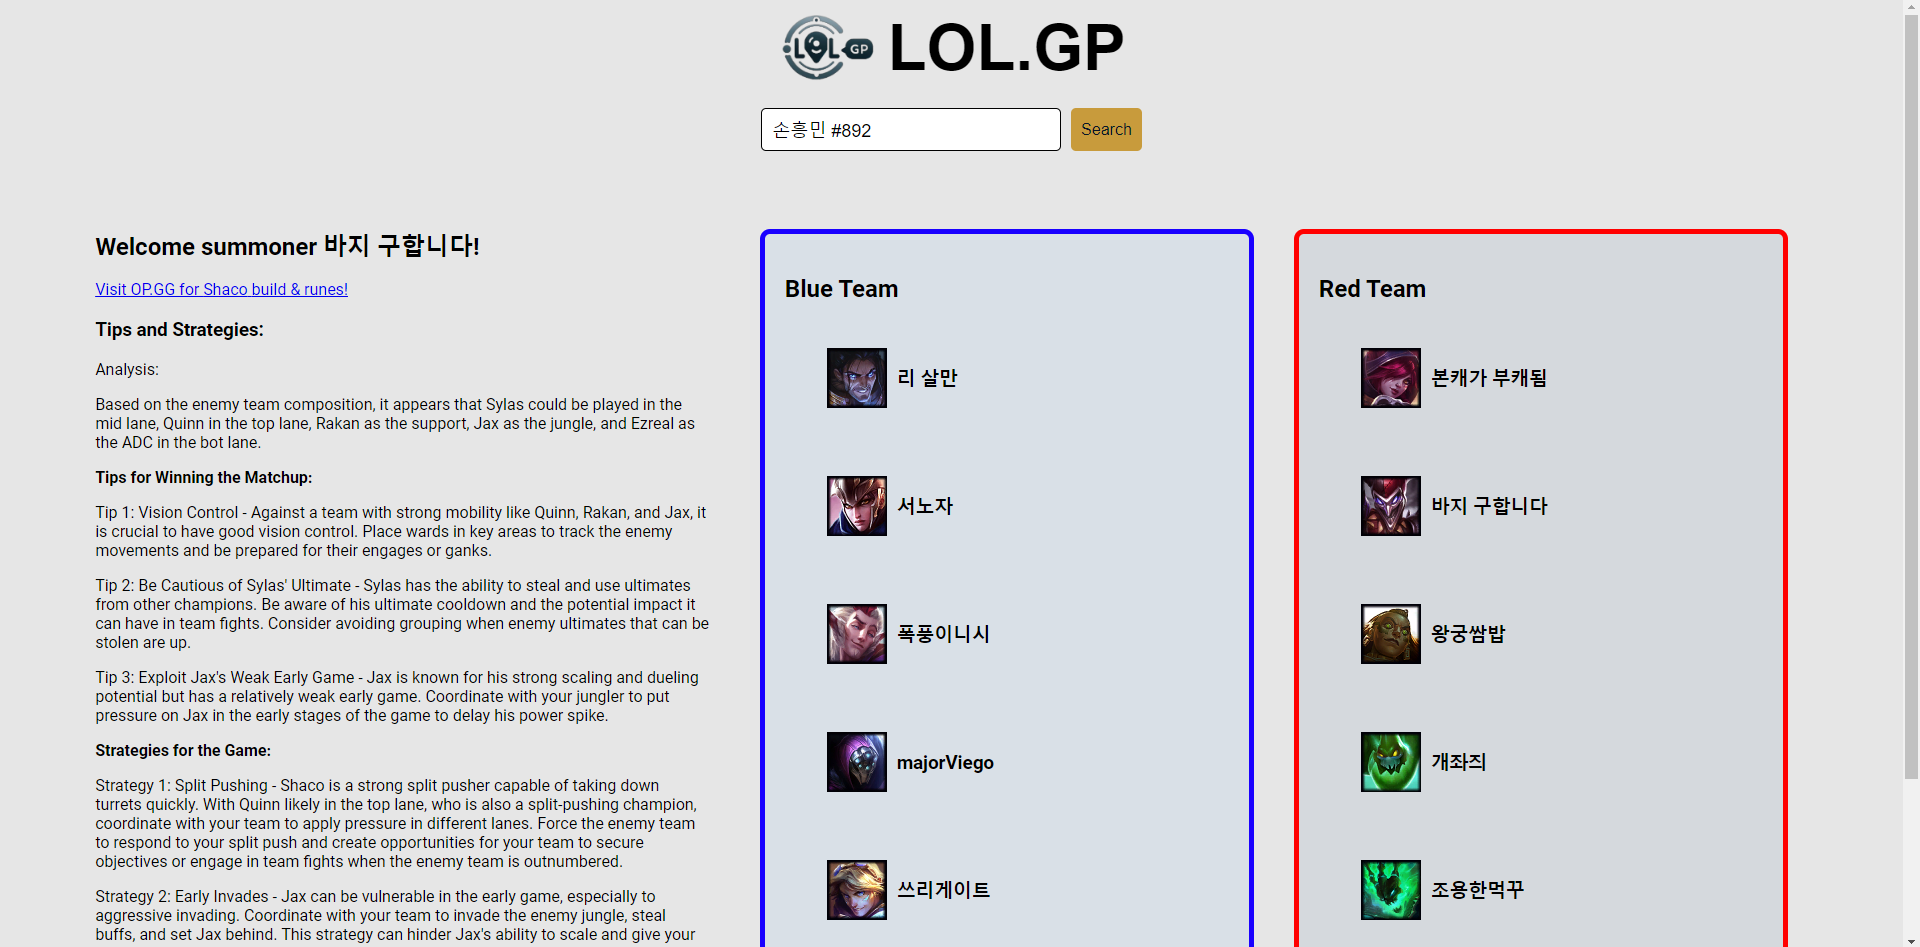 LOL GP
LOL.GP
손흥민 #892
Search
Welcome summoner 바지 구합니다!
Visit OP.GG for Shaco build & runes!
Tips and Strategies:
Analysis:
Based on the enemy team composition, it appears that Sylas could be played in the
mid lane, Quinn in the top lane, Rakan as the support, Jax as the jungle, and Ezreal as
the ADC in the bot lane.
Tips for Winning the Matchup:
Tip 1: Vision Control - Against a team with strong mobility like Quinn, Rakan, and Jax, it
is crucial to have good vision control. Place wards in key areas to track the enemy
movements and be prepared for their engages or ganks.
Tip 2: Be Cautious of Sylas' Ultimate - Sylas has the ability to steal and use ultimates
from other champions. Be aware of his ultimate cooldown and the potential impact it
can have in team fights. Consider avoiding grouping when enemy ultimates that can be
stolen are up.
Tip 3: Exploit Jax's Weak Early Game - Jax is known for his strong scaling and dueling
potential but has a relatively weak early game. Coordinate with your jungler to put
pressure on Jax in the early stages of the game to delay his power spike.
Strategies for the Game:
Strategy 1: Split Pushing - Shaco is a strong split pusher capable of taking down
turrets quickly. With Quinn likely in the top lane, who is also a split-pushing champion,
coordinate with your team to apply pressure in different lanes. Force the enemy team
to respond to your split push and create opportunities for your team to secure
objectives or engage in team fights when the enemy team is outnumbered.
Strategy 2: Early Invades - Jax can be vulnerable in the early game, especially to
aggressive invading. Coordinate with your team to invade the enemy jungle, steal
buffs, and set Jax behind. This strategy can hinder Jax's ability to scale and give your
Blue Team
리 살만
서노자
폭풍이니시
majorViego
쓰리게이트
Red Team
본캐가 부캐됨
바지 구합니다
왕궁쌈밥
개좌즤
조용한먹꾸